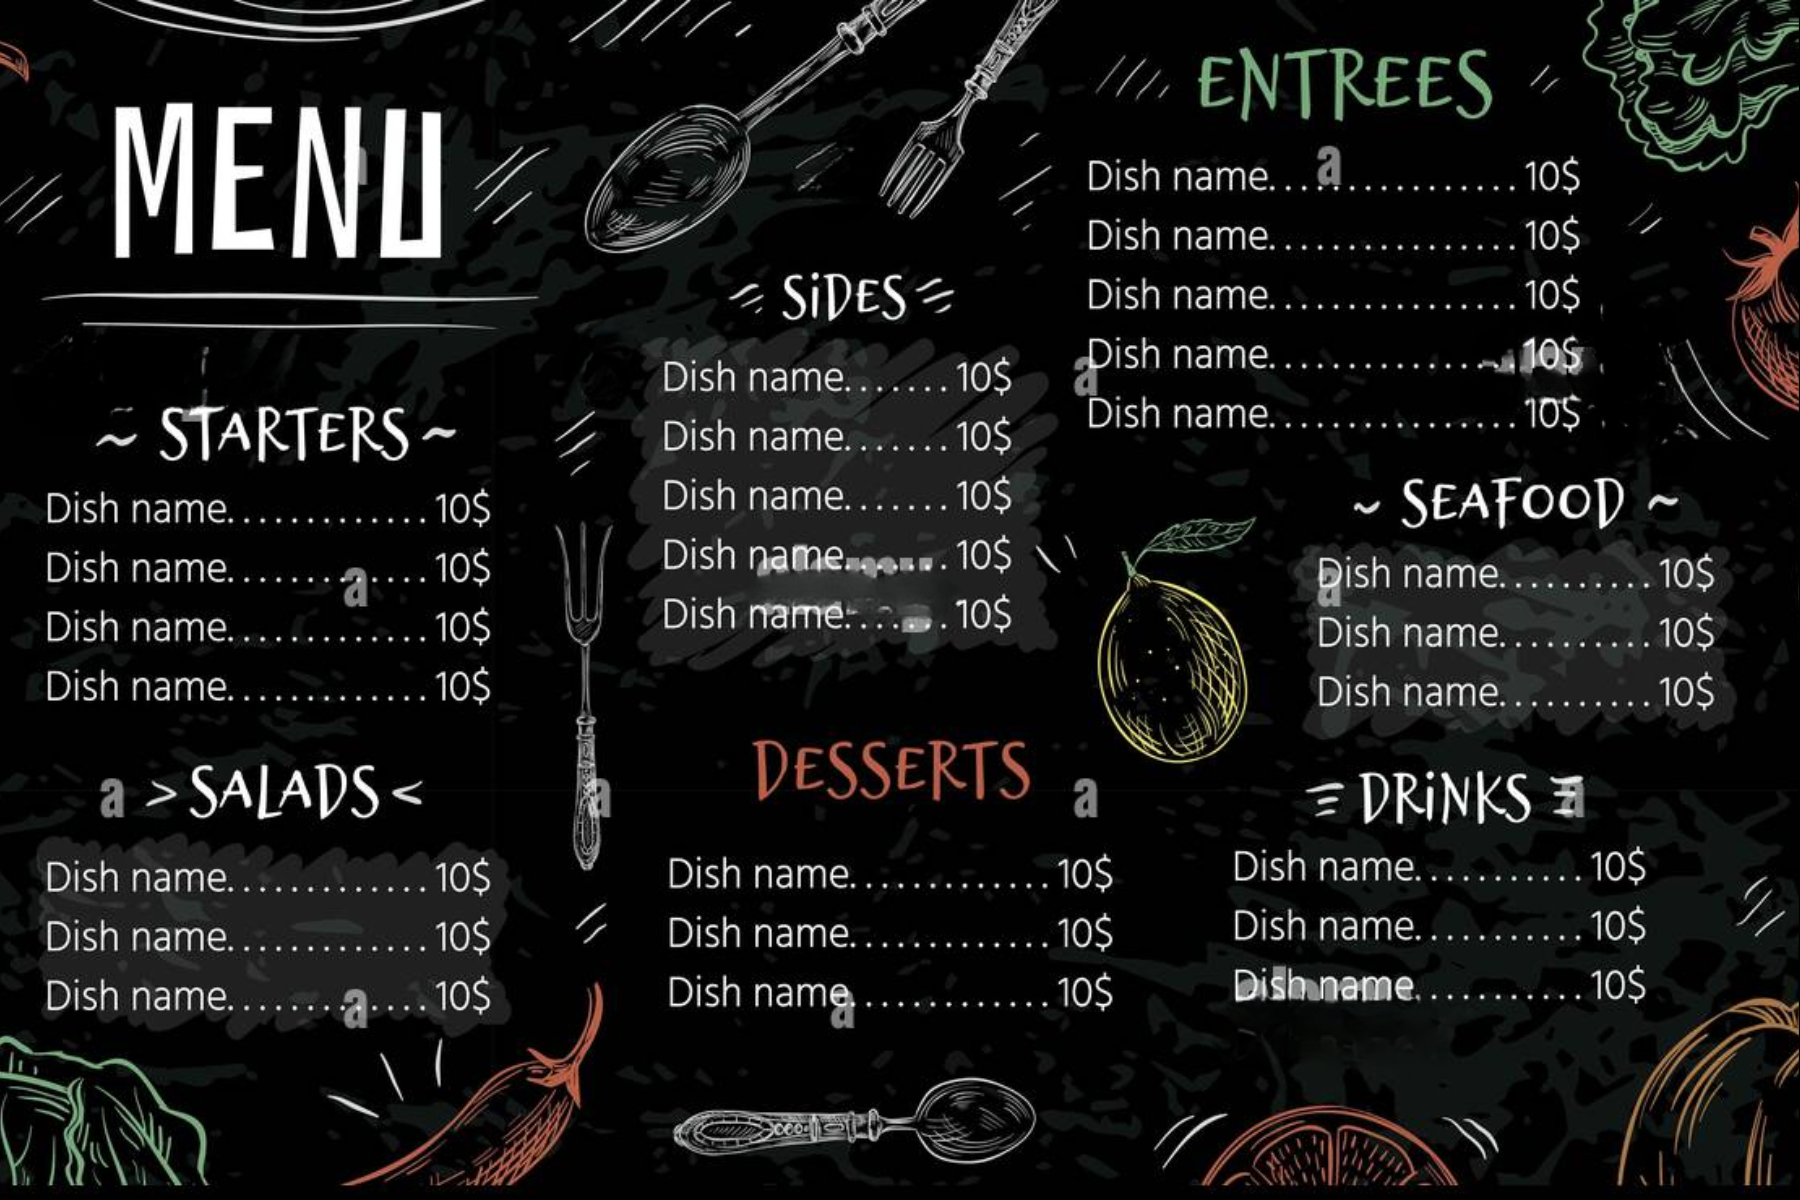 MENU
~ STARTERS ~
Dish name............. 10$
Dish name............. 10$
Dish name............. 10$
Dish name............. 10$
> SALADS <
Dish name............. 10$
Dish name............. 10$
Dish name............. 10$
SiDES
Dish name....... 10$
Dish name....... 10$
Dish name....... 10$
Dish name....... 10$
Dish name....... 10$
DESSERTS
Dish name............. 10$
Dish name............. 10$
Dish name............. 10$
ENTREES
Dish name................ 10$
Dish name................ 10$
Dish name................ 10$
Dish name................ 10$
Dish name................ 10$
~ SEAFOOD ~
Dish name.......... 10$
Dish name.......... 10$
Dish name.......... 10$
DRiNKS
Dish name........... 10$
Dish name........... 10$
Dish name........... 10$
a
a
a
a
a
a
a
a
a
a
a